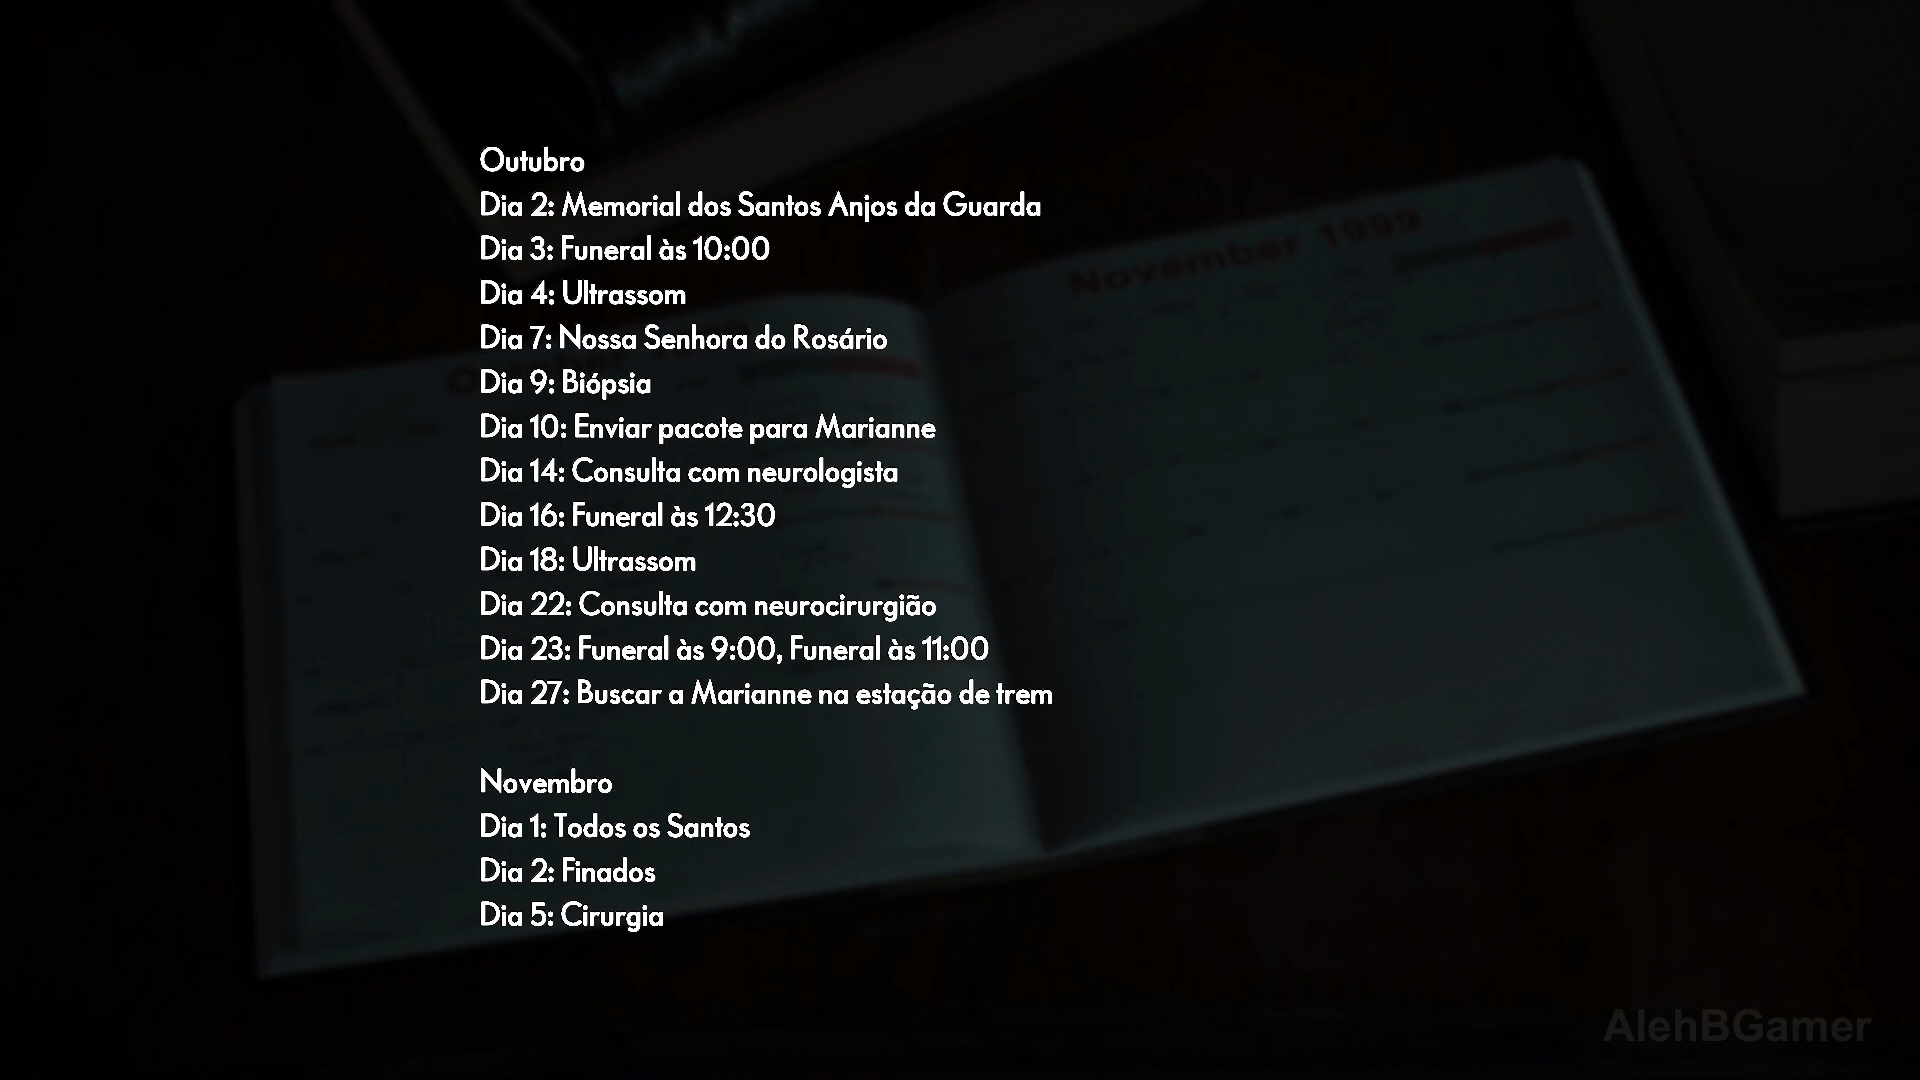 Outubro
Dia 2: Memorial dos Santos Anjos da Guarda
Dia 3: Funeral às 10:00
Dia 4: Ultrassom
Dia 7: Nossa Senhora do Rosário
Dia 9: Biópsia
Dia 10: Enviar pacote para Marianne
Dia 14: Consulta com neurologista
Dia 16: Funeral às 12:30
Dia 18: Ultrassom
Dia 22: Consulta com neurocirurgião
Dia 23: Funeral às 9:00, Funeral às 11:00
Dia 27: Buscar a Marianne na estação de trem
Novembro
Dia 1: Todos os Santos
Dia 2: Finados
Dia 5: Cirurgia
November 1999
AlehBGamer